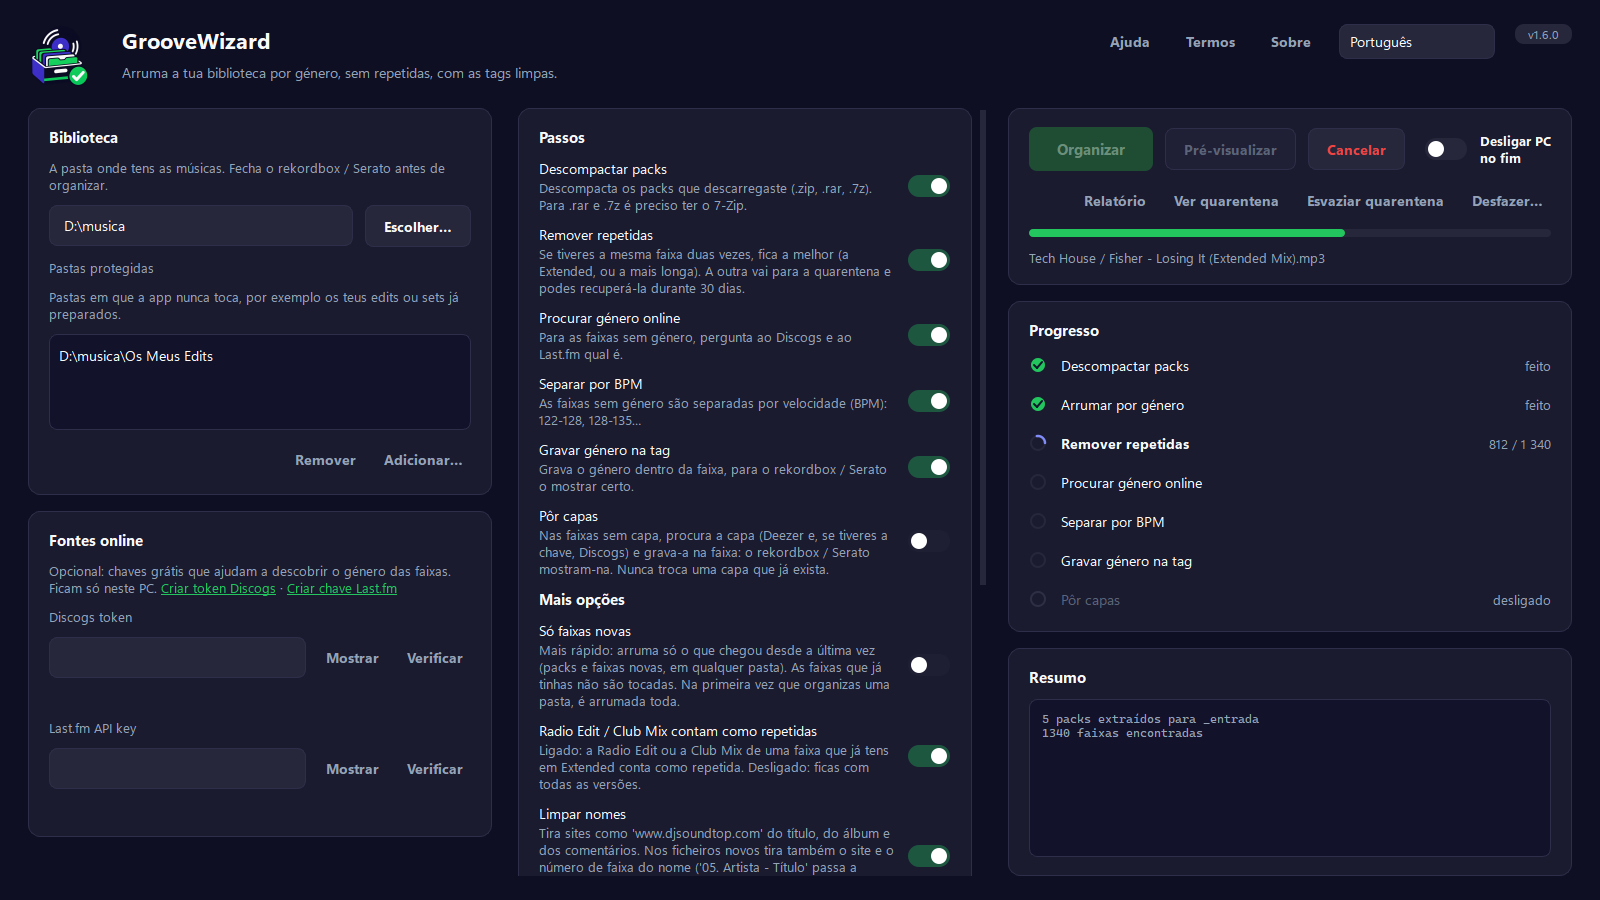 GrooveWizard
Arruma a tua biblioteca por género, sem repetidas, com as tags limpas.
Ajuda
Termos
Sobre
Português
v1.6.0
Biblioteca
A pasta onde tens as músicas. Fecha o rekordbox / Serato antes de
organizar.
D:\musica
Escolher...
Pastas protegidas
Pastas em que a app nunca toca, por exemplo os teus edits ou sets já
preparados.
D:\musica\Os Meus Edits
Remover
Adicionar...
Fontes online
Opcional: chaves grátis que ajudam a descobrir o género das faixas.
Ficam só neste PC. Criar token Discogs · Criar chave Last.fm
Discogs token
Mostrar
Verificar
Last.fm API key
Mostrar
Verificar
Passos
Descompactar packs
Descompacta os packs que descarregaste (.zip, .rar, .7z).
Para .rar e .7z é preciso ter o 7-Zip.
Remover repetidas
Se tiveres a mesma faixa duas vezes, fica a melhor (a
Extended, ou a mais longa). A outra vai para a quarentena e
podes recuperá-la durante 30 dias.
Procurar género online
Para as faixas sem género, pergunta ao Discogs e ao
Last.fm qual é.
Separar por BPM
As faixas sem género são separadas por velocidade (BPM):
122-128, 128-135...
Gravar género na tag
Grava o género dentro da faixa, para o rekordbox / Serato
o mostrar certo.
Pôr capas
Nas faixas sem capa, procura a capa (Deezer e, se tiveres a
chave, Discogs) e grava-a na faixa: o rekordbox / Serato
mostram-na. Nunca troca uma capa que já exista.
Mais opções
Só faixas novas
Mais rápido: arruma só o que chegou desde a última vez
(packs e faixas novas, em qualquer pasta). As faixas que já
tinhas não são tocadas. Na primeira vez que organizas uma
pasta, é arrumada toda.
Radio Edit / Club Mix contam como repetidas
Ligado: a Radio Edit ou a Club Mix de uma faixa que já tens
em Extended conta como repetida. Desligado: ficas com
todas as versões.
Limpar nomes
Tira sites como 'www.djsoundtop.com' do título, do álbum e
dos comentários. Nos ficheiros novos tira também o site e o
número de faixa do nome ('05. Artista - Título' passa a
Organizar
Pré-visualizar
Cancelar
Desligar PC
no fim
Relatório
Ver quarentena
Esvaziar quarentena
Desfazer...
Tech House / Fisher - Losing It (Extended Mix).mp3
Progresso
Descompactar packs
feito
Arrumar por género
feito
Remover repetidas
812 / 1 340
Procurar género online
Separar por BPM
Gravar género na tag
Pôr capas
desligado
Resumo
5 packs extraídos para _entrada
1340 faixas encontradas